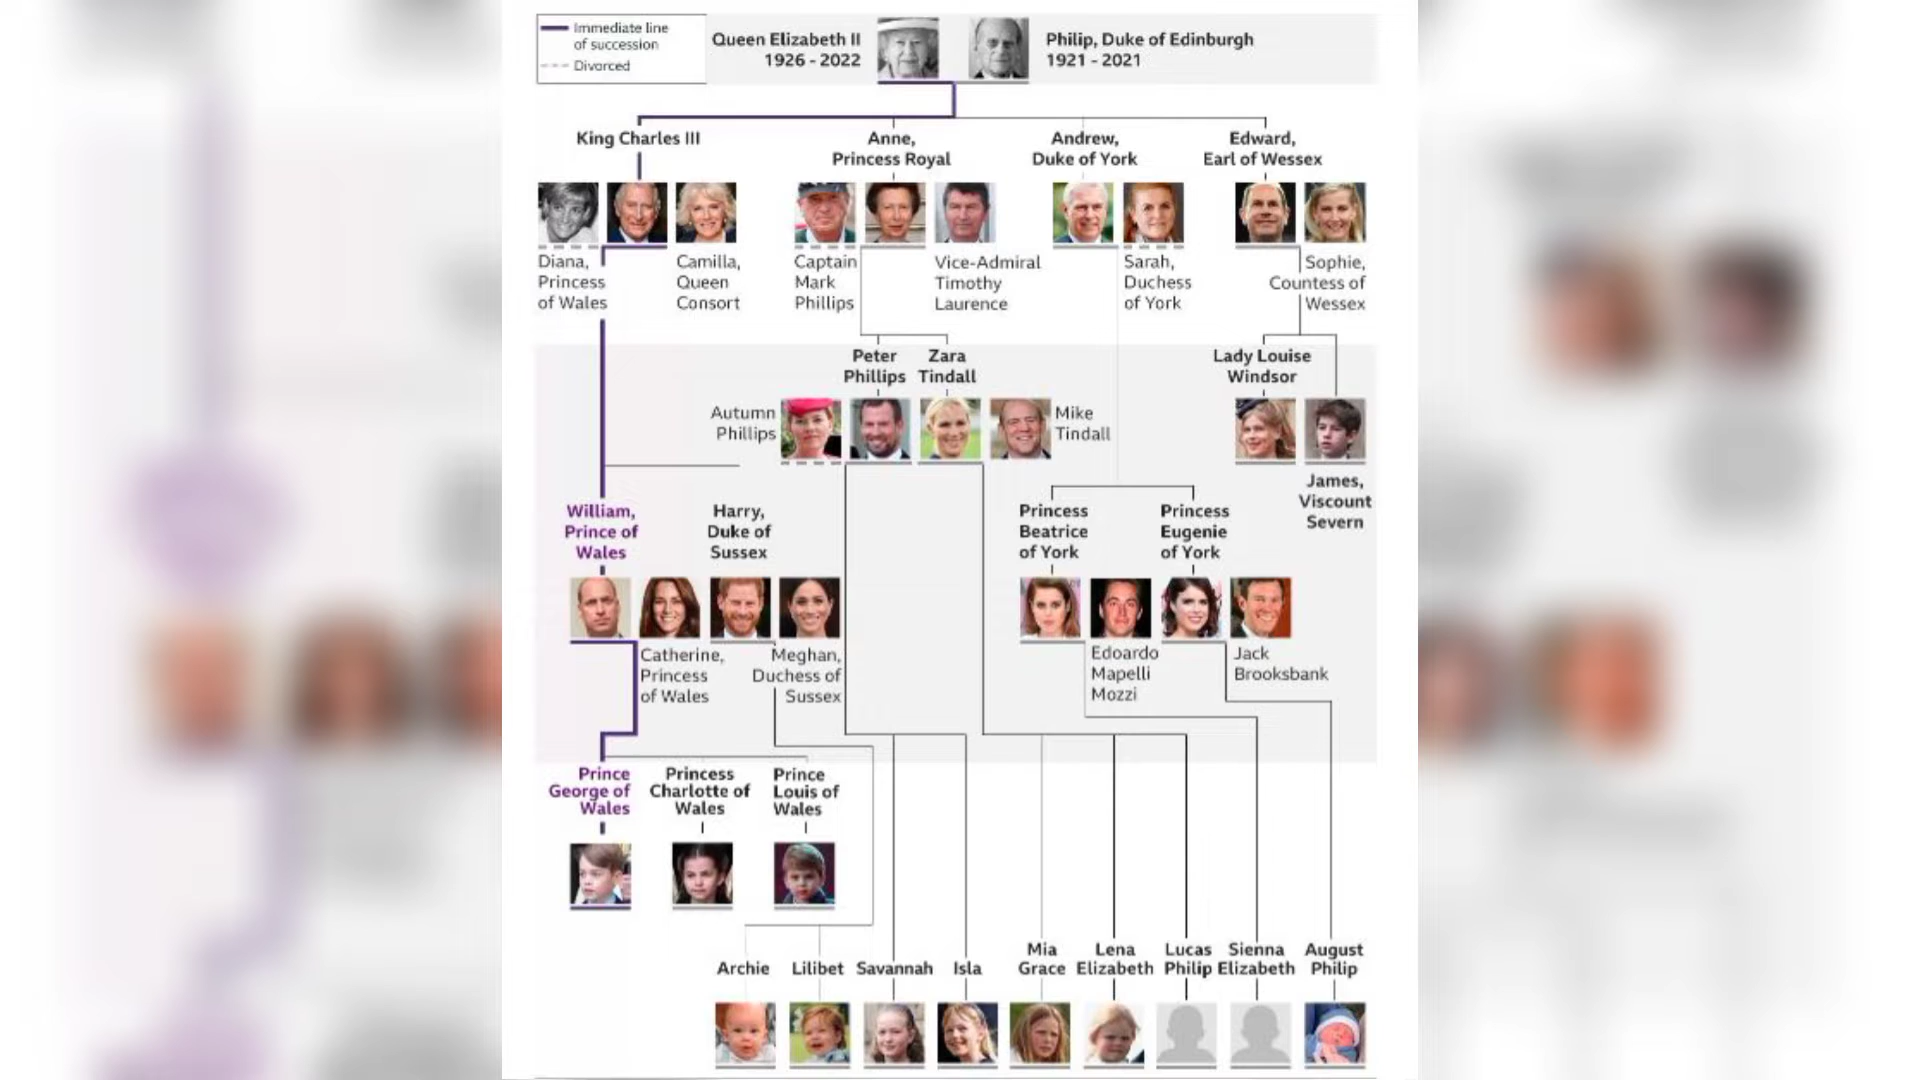 Immediate line
of succession
Divorced
Queen Elizabeth II
1926 - 2022
Philip, Duke of Edinburgh
1921 - 2021
King Charles III
Anne,
Princess Royal
Andrew,
Duke of York
Edward,
Earl of Wessex
Diana,
Princess
of Wales
Camilla,
Queen
Consort
Captain
Mark
Phillips
Vice-Admiral
Timothy
Laurence
Sarah,
Duchess
of York
Sophie,
Countess of
Wessex
Peter
Phillips
Zara
Tindall
Lady Louise
Windsor
Autumn
Phillips
Mike
Tindall
James,
Viscount
Severn
William,
Prince of
Wales
Harry,
Duke of
Sussex
Princess
Beatrice
of York
Princess
Eugenie
of York
Catherine,
Princess
of Wales
Meghan,
Duchess of
Sussex
Edoardo
Mapelli
Mozzi
Jack
Brooksbank
Prince
George of
Wales
Princess
Charlotte of
Wales
Prince
Louis of
Wales
Archie
Lilibet
Savannah
Isla
Mia
Grace
Lena
Elizabeth
Lucas
Philip
Sienna
Elizabeth
August
Philip